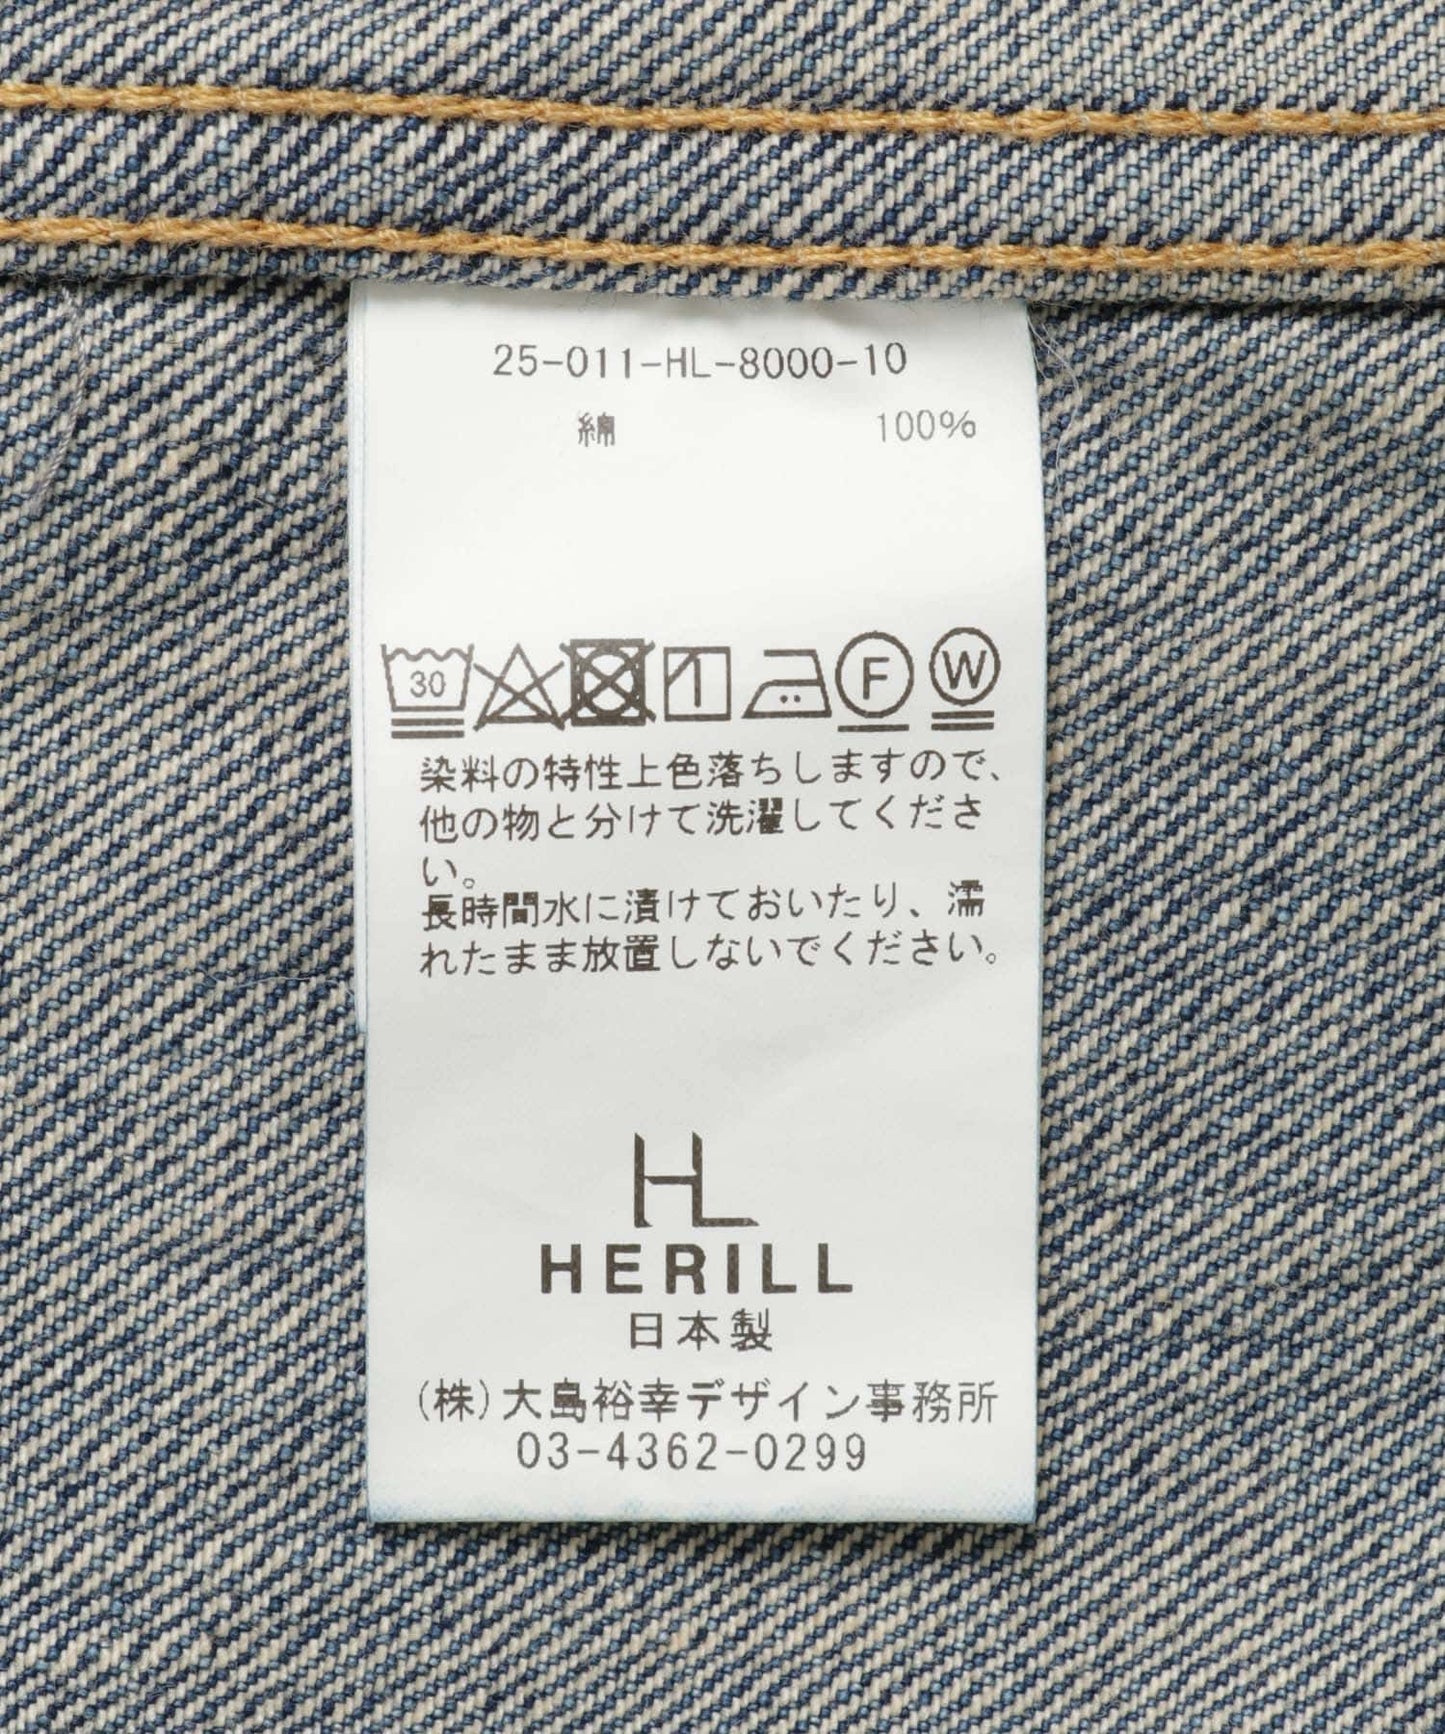 25-011-HL-8000-10
綿 100%
30 F W
染料の特性上色落ちしますので、
他の物と分けて洗濯してくださ
い。
長時間水に漬けておいたり、濡
れたまま放置しないでください。
HL
HERILL
日本製
(株)大島裕幸デザイン事務所
03-4362-0299